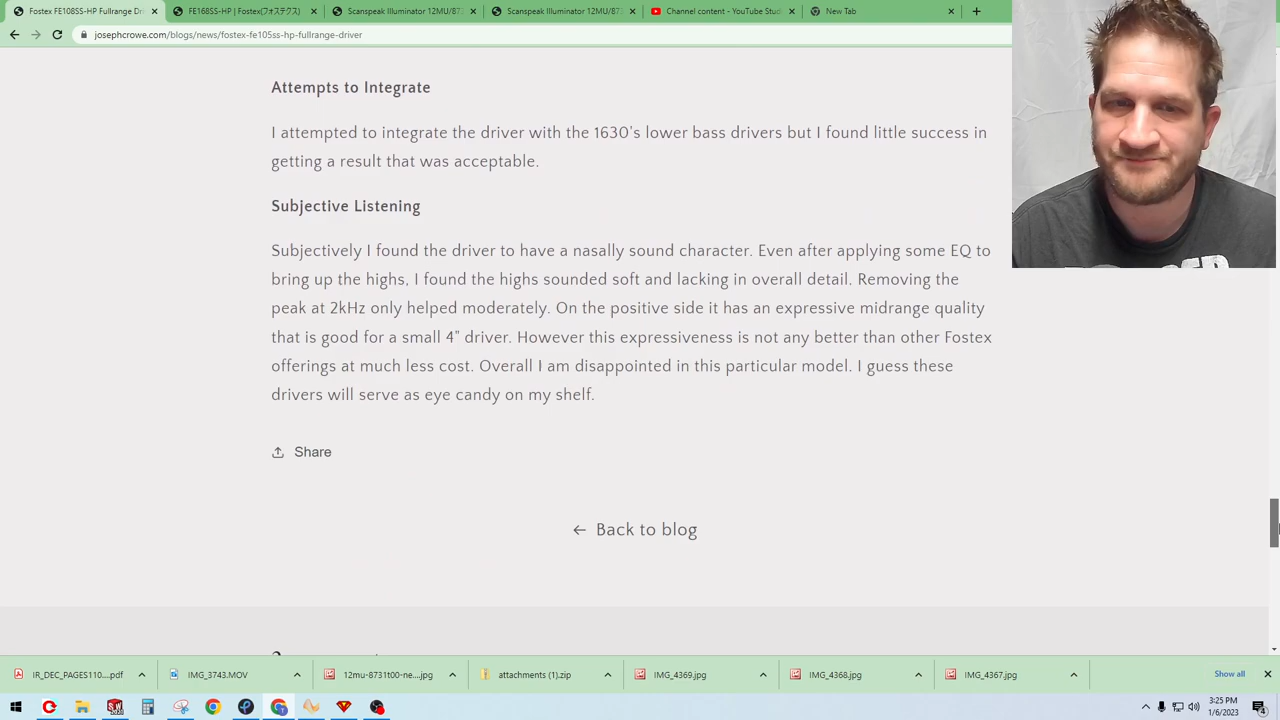 Fostex FE108SS-HP Fullrange Dri
FE168SS-HP | Fostex(フォステクス)
Scanspeak Illuminator 12MU/873
Scanspeak Illuminator 12MU/873
Channel content - YouTube Studi
New Tab
josephcrowe.com/blogs/news/fostex-fe105ss-hp-fullrange-driver
Attempts to Integrate
I attempted to integrate the driver with the 1630's lower bass drivers but I found little success in
getting a result that was acceptable.
Subjective Listening
Subjectively I found the driver to have a nasally sound character. Even after applying some EQ to
bring up the highs, I found the highs sounded soft and lacking in overall detail. Removing the
peak at 2kHz only helped moderately. On the positive side it has an expressive midrange quality
that is good for a small 4" driver. However this expressiveness is not any better than other Fostex
offerings at much less cost. Overall I am disappointed in this particular model. I guess these
drivers will serve as eye candy on my shelf.
Share
← Back to blog
IR_DEC_PAGES110....pdf
IMG_3743.MOV
12mu-8731t00-ne....jpg
attachments (1).zip
IMG_4369.jpg
IMG_4368.jpg
IMG_4367.jpg
Show all
3:25 PM
1/6/2023